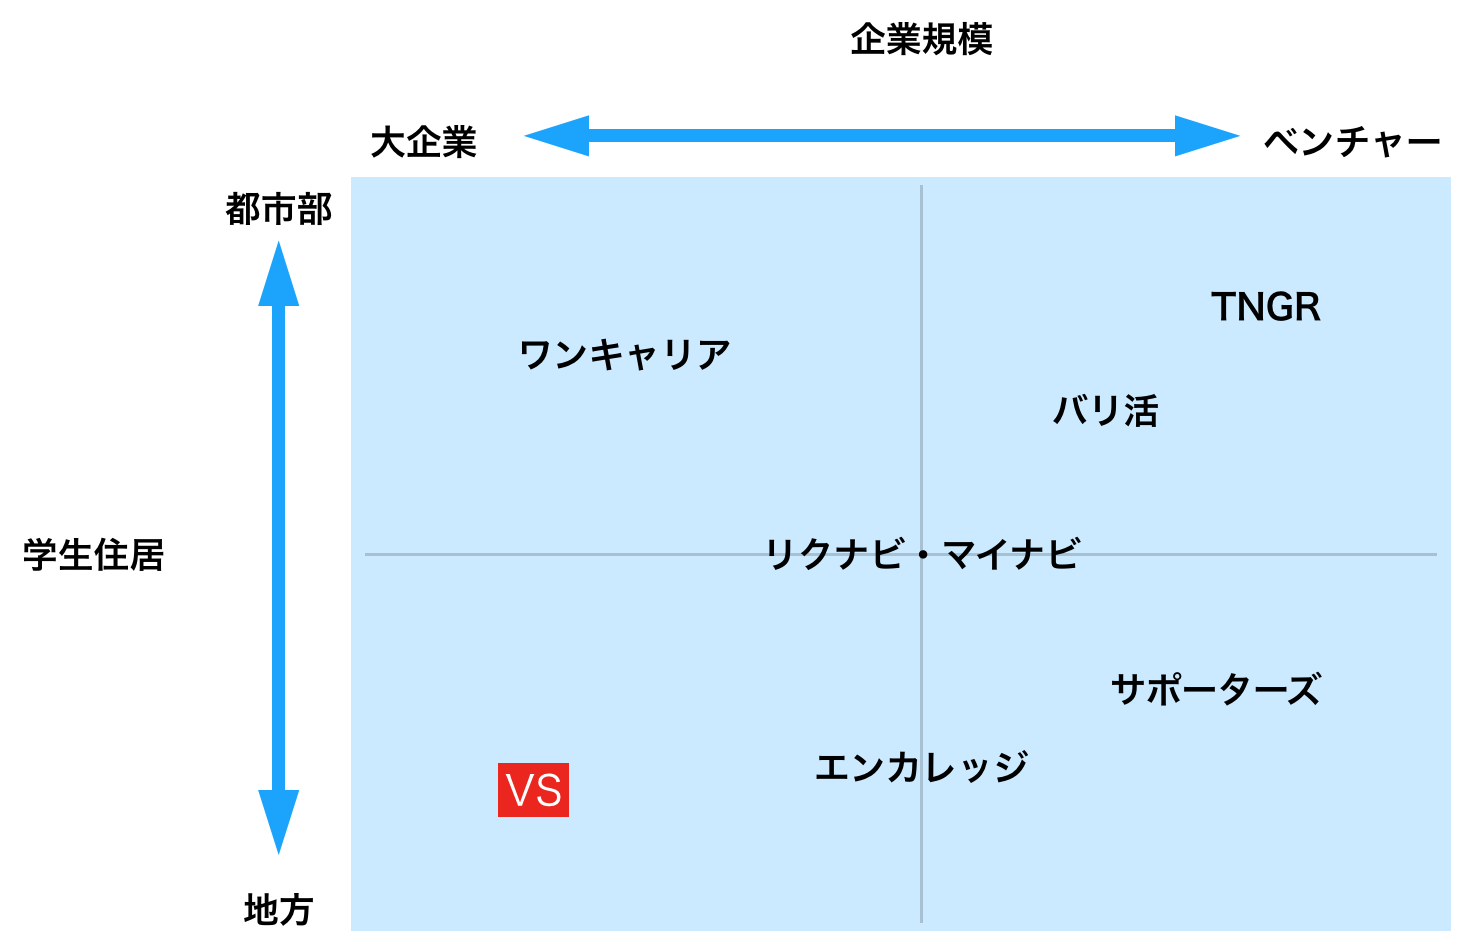 企業規模
大企業
ベンチャー
都市部
TNGR
ワンキャリア
バリ活
学生住居
リクナビ・マイナビ
サポーターズ
エンカレッジ
VS
地方